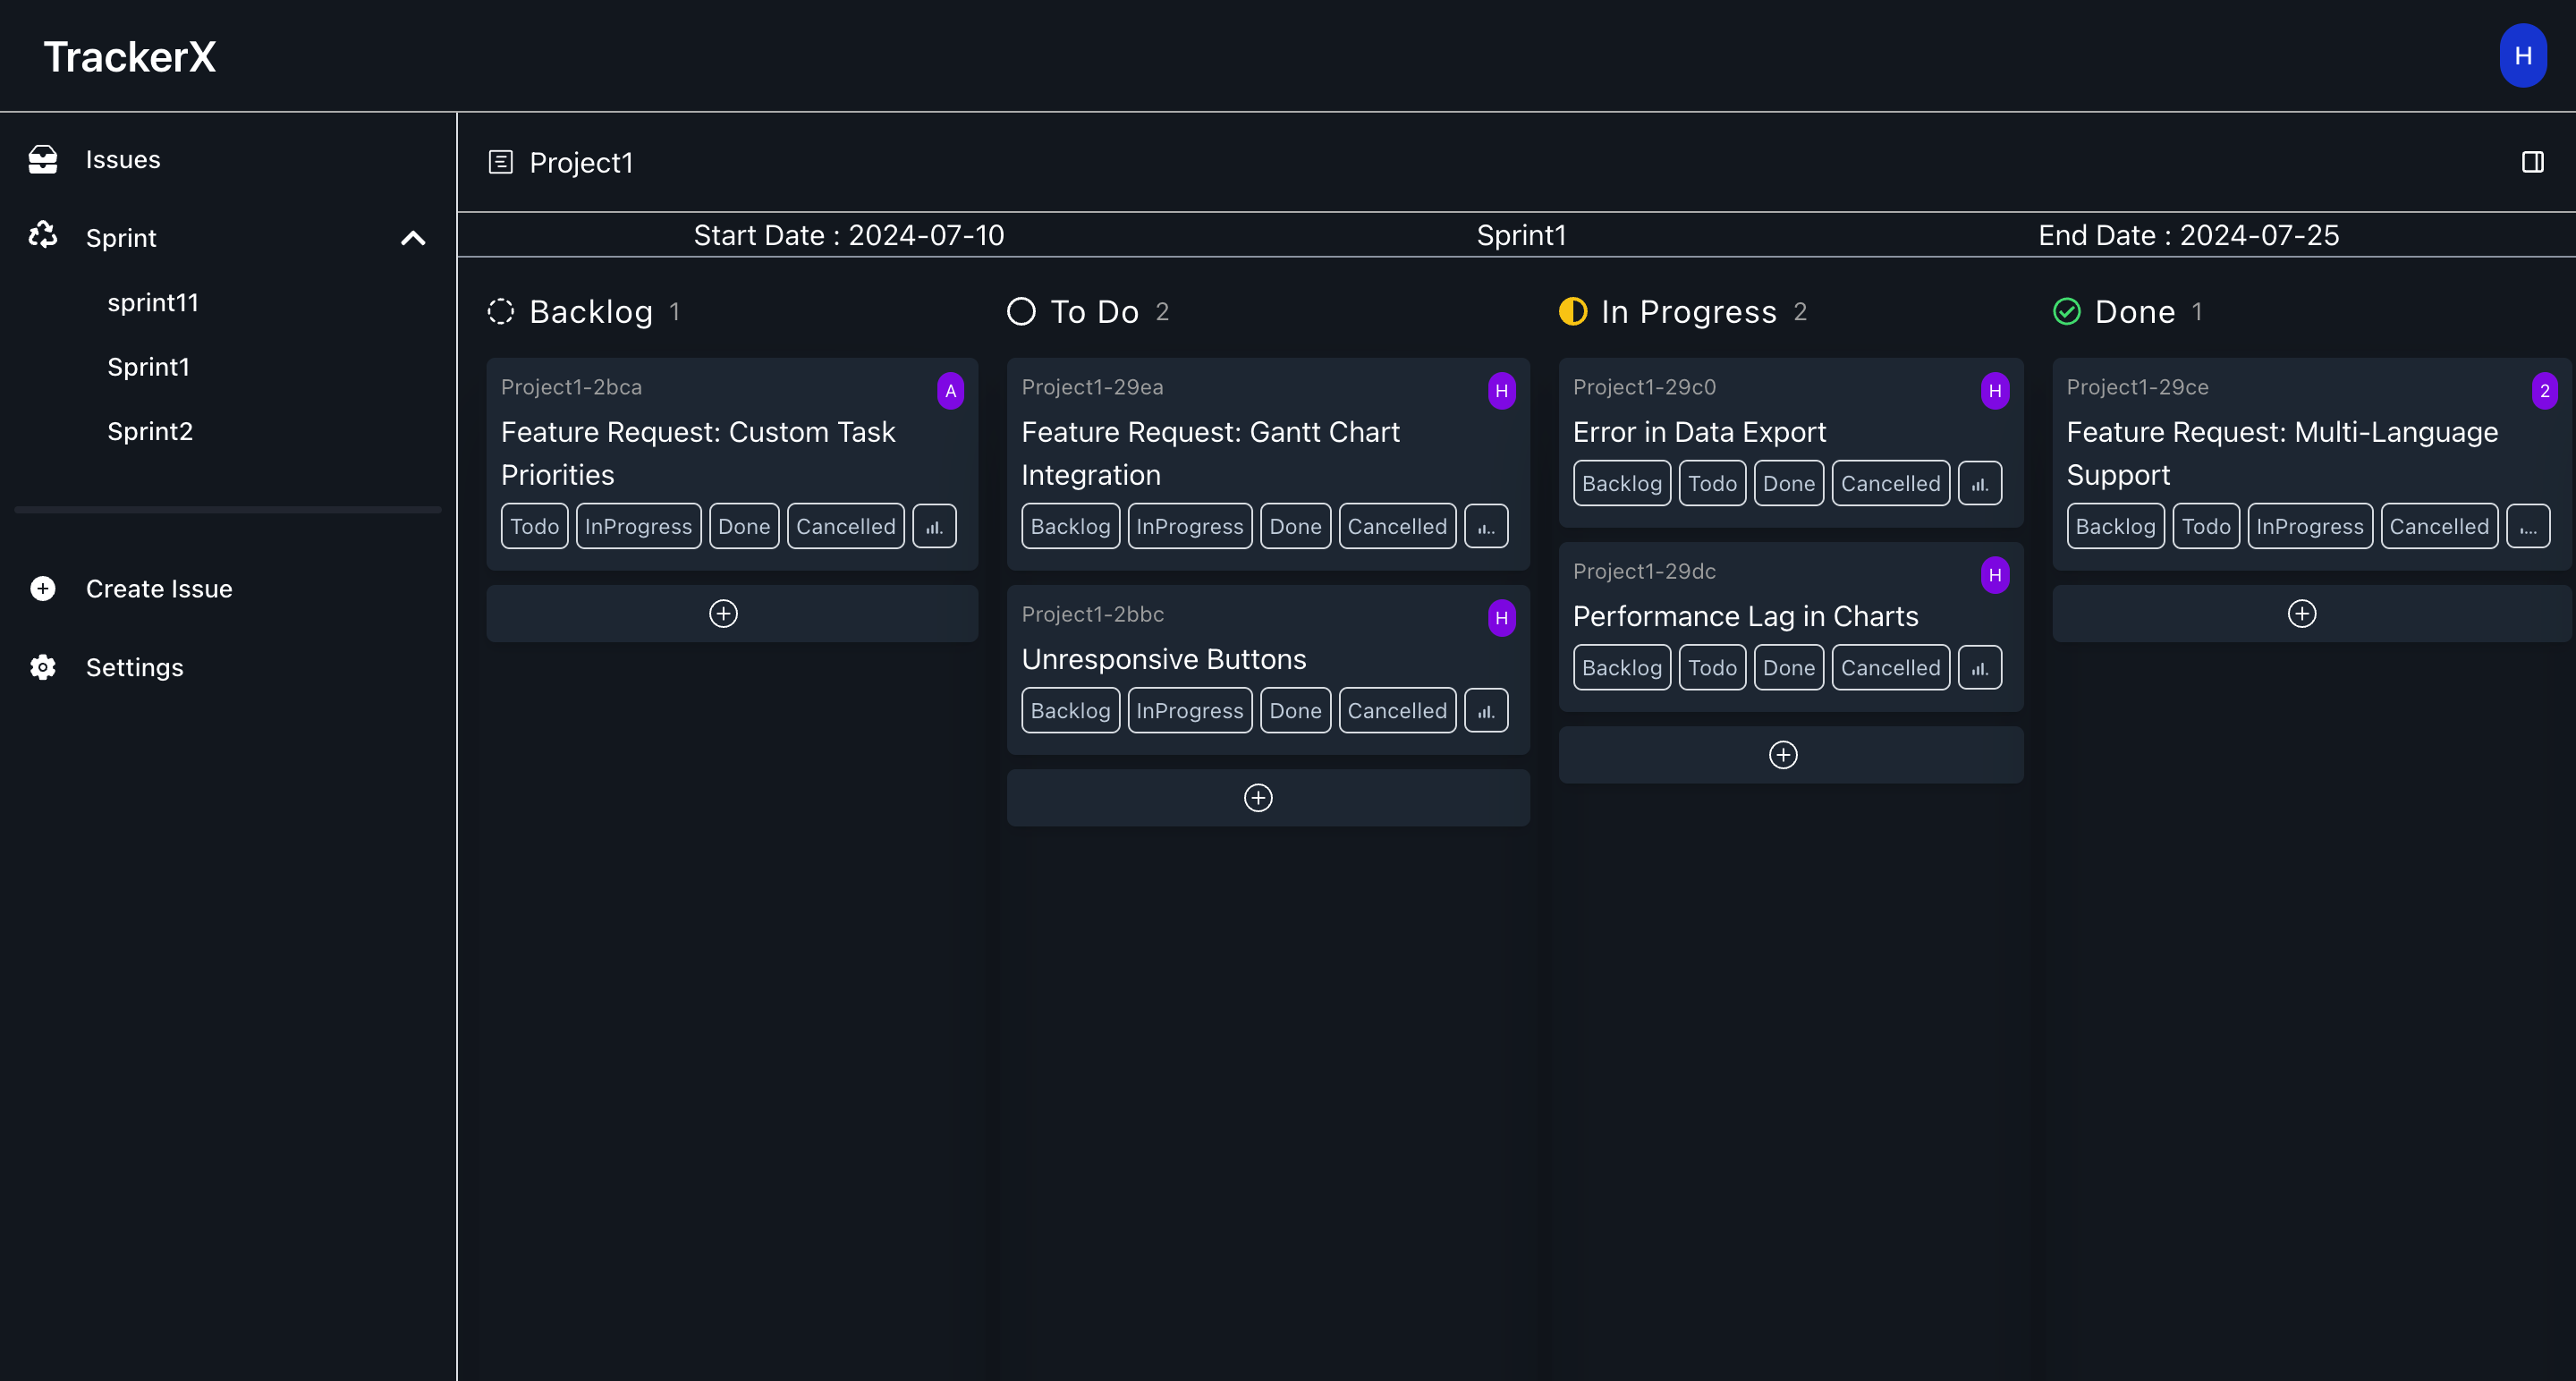 TrackerX
H
Issues
Sprint
sprint11
Sprint1
Sprint2
Create Issue
Settings
Project1
Start Date : 2024-07-10
Sprint1
End Date : 2024-07-25
Backlog 1
Project1-2bca
A
Feature Request: Custom Task
Priorities
Todo InProgress Done Cancelled
To Do 2
Project1-29ea
H
Feature Request: Gantt Chart
Integration
Backlog InProgress Done Cancelled
Project1-2bbc
H
Unresponsive Buttons
Backlog InProgress Done Cancelled
In Progress 2
Project1-29c0
H
Error in Data Export
Backlog Todo Done Cancelled
Project1-29dc
H
Performance Lag in Charts
Backlog Todo Done Cancelled
Done 1
Project1-29ce
2
Feature Request: Multi-Language
Support
Backlog Todo InProgress Cancelled